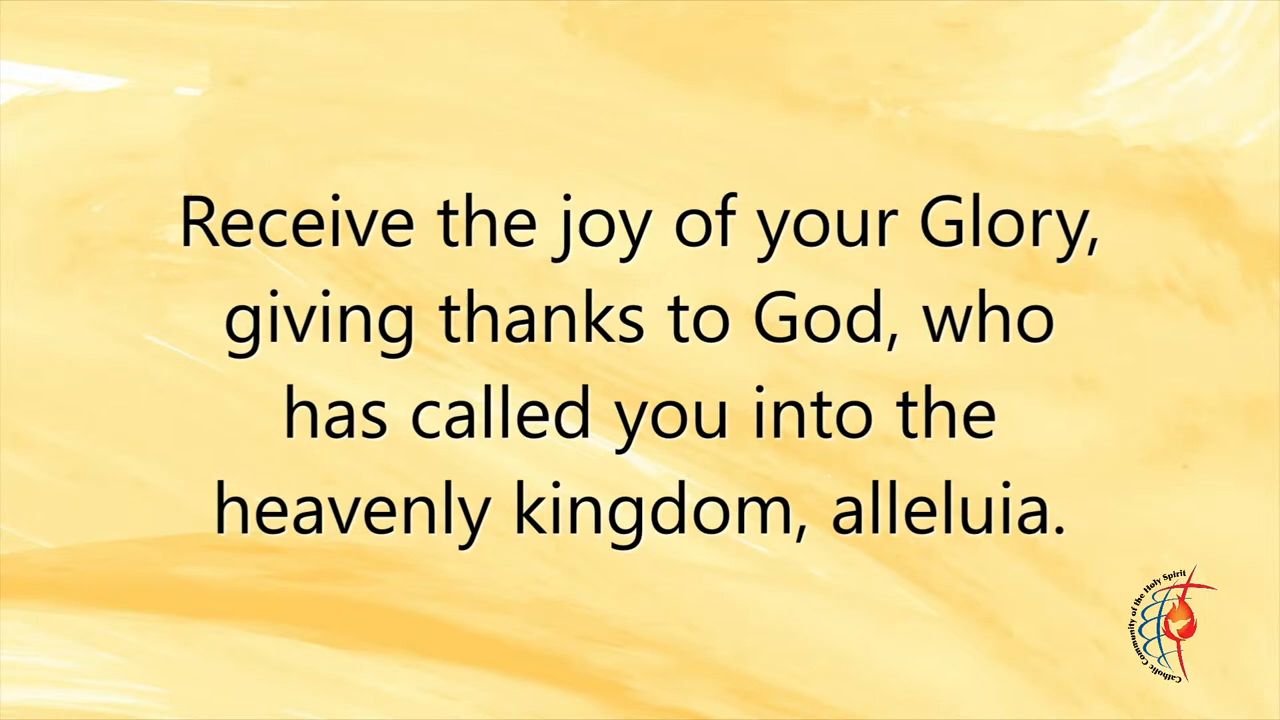 Receive the joy of your Glory,
giving thanks to God, who
has called you into the
heavenly kingdom, alleluia.
Catholic Community of the Holy Spirit